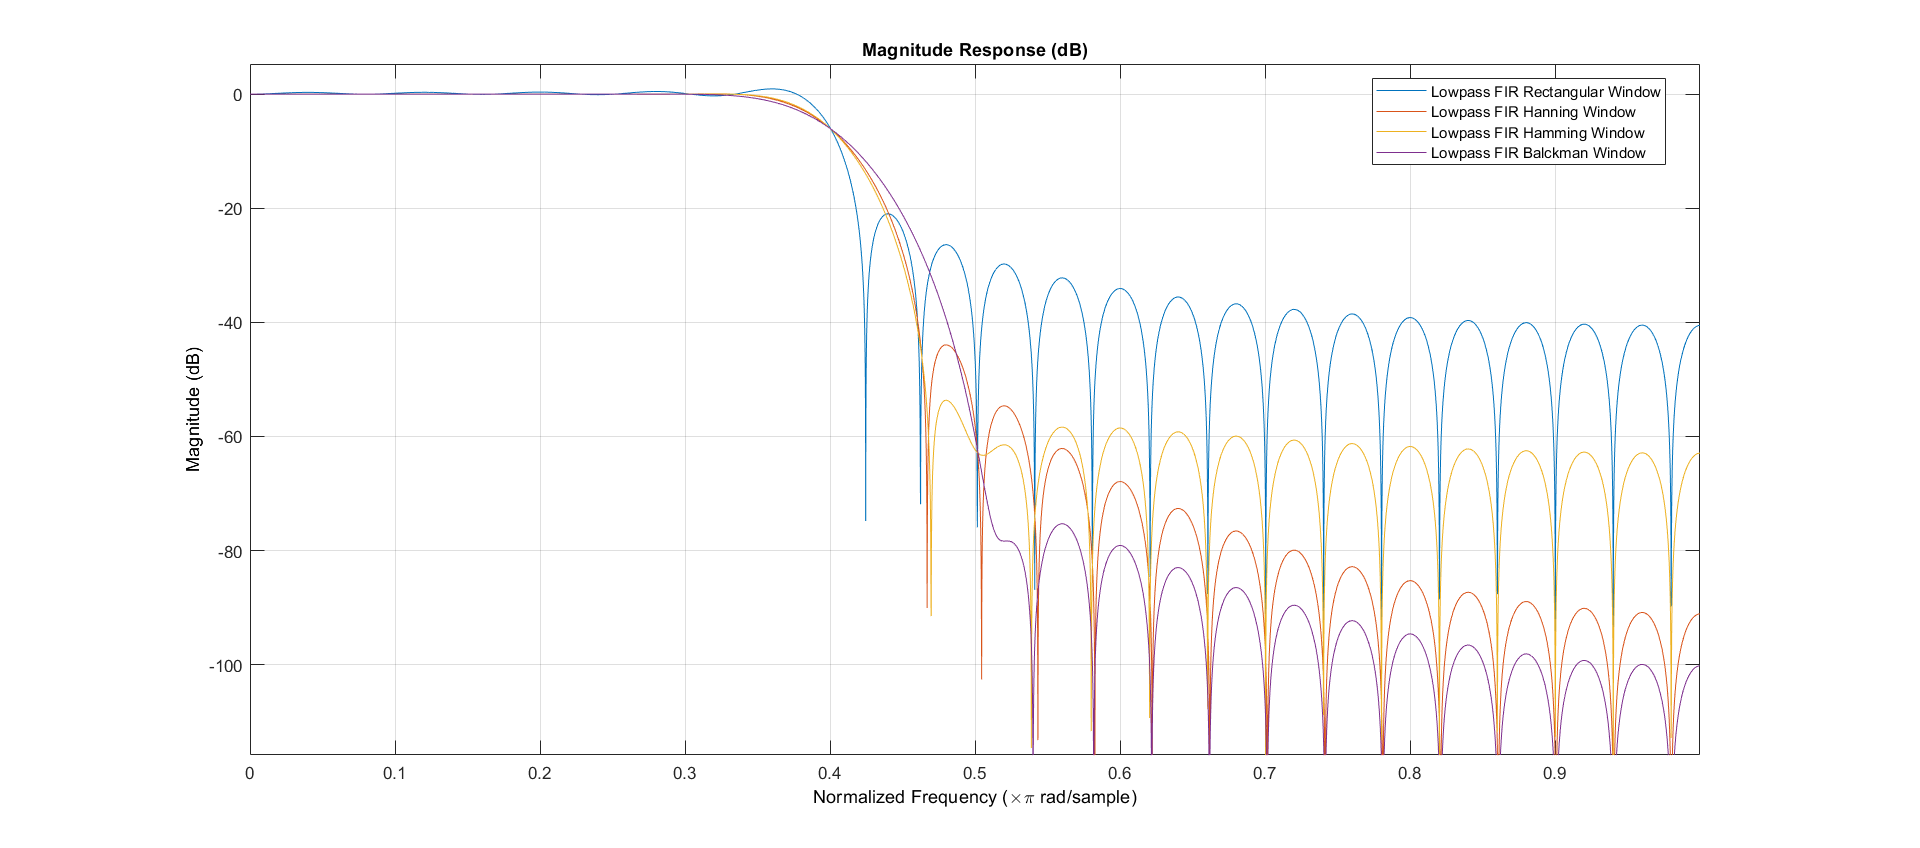 Magnitude Response (dB)
Lowpass FIR Rectangular Window
Lowpass FIR Hanning Window
Lowpass FIR Hamming Window
Lowpass FIR Balckman Window
0
-20
-40
-60
-80
-100
Magnitude (dB)
0 0.1 0.2 0.3 0.4 0.5 0.6 0.7 0.8 0.9
Normalized Frequency (×π rad/sample)